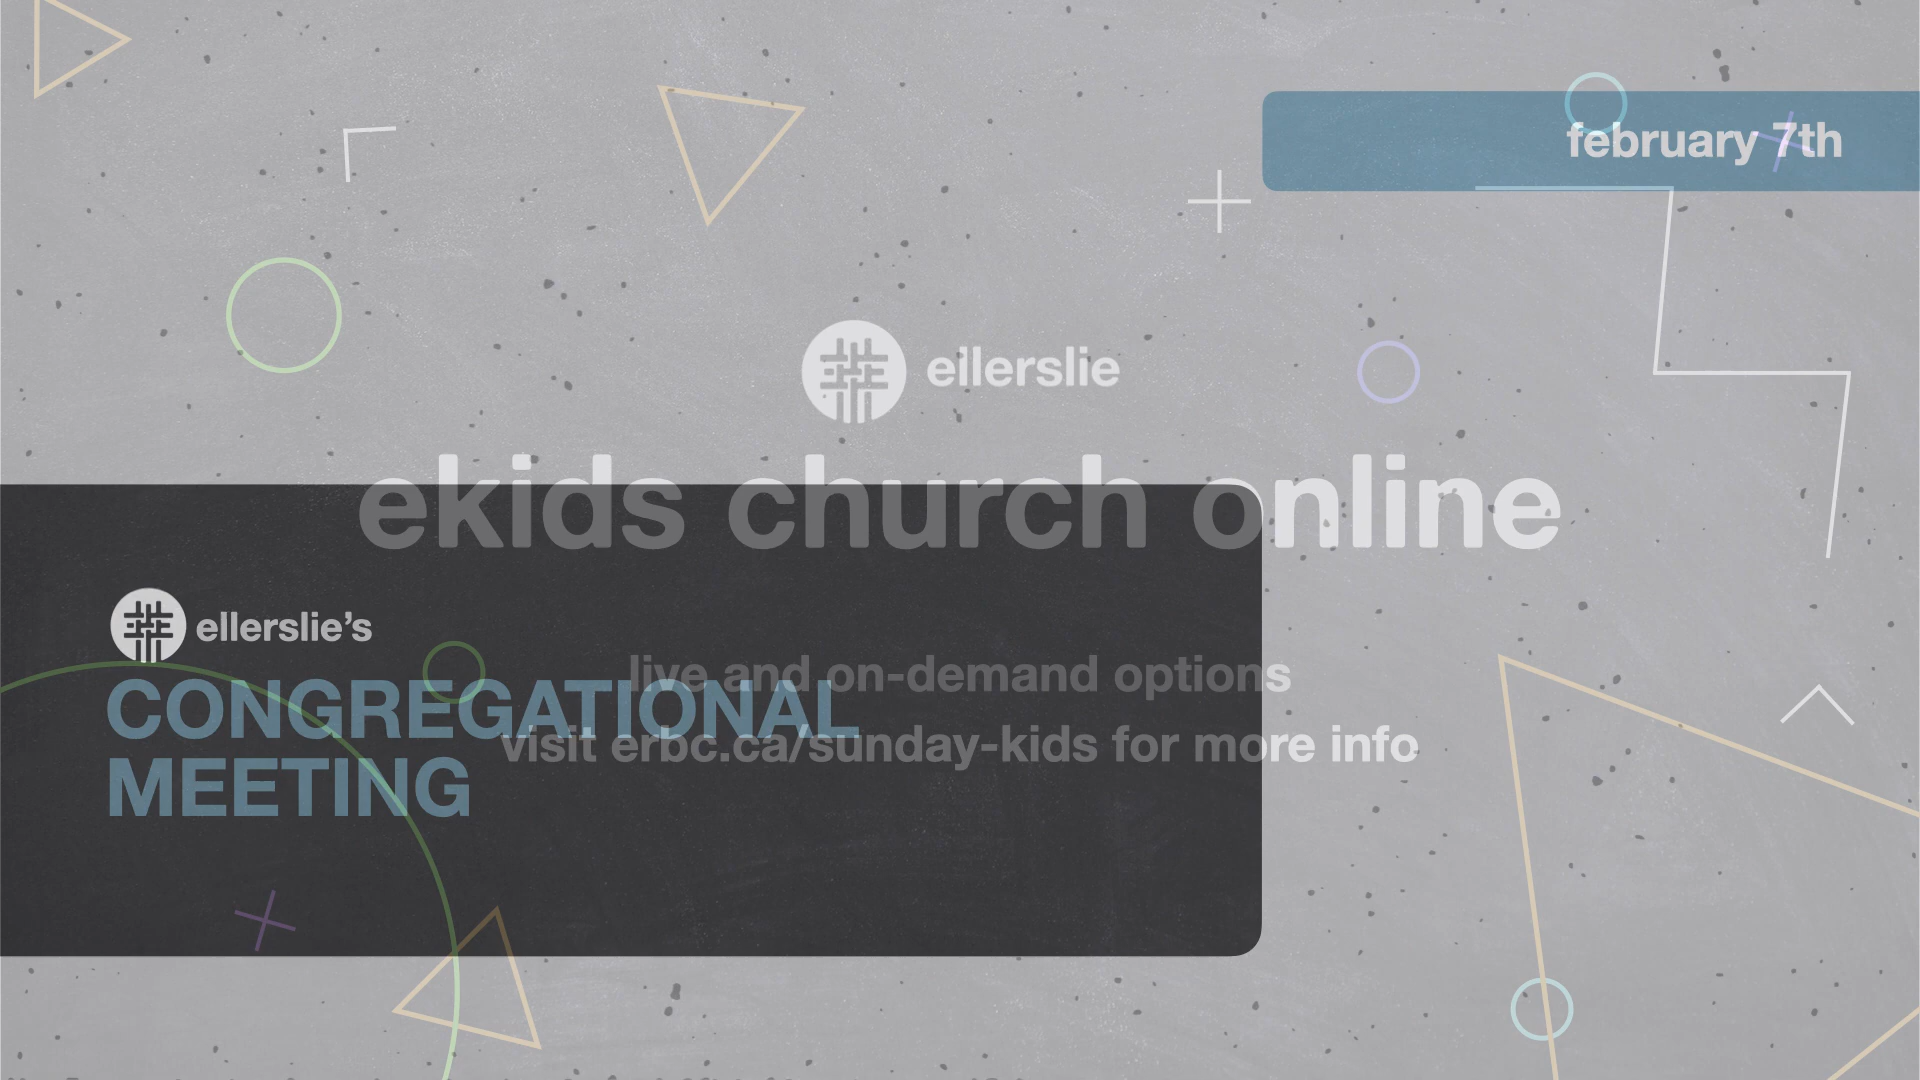 february 7th
ellerslie
ekids church online
ellerslie's
CONGREGATIONAL
MEETING
live and on-demand options
visit erbc.ca/sunday-kids for more info